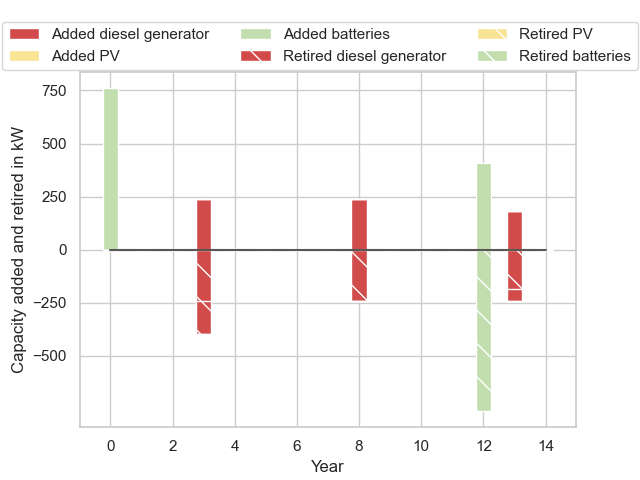 Added diesel generator Added batteries Retired PV
Added PV Retired diesel generator Retired batteries
Capacity added and retired in kW
750
500
250
0
−250
−500
0 2 4 6 8 10 12 14
Year